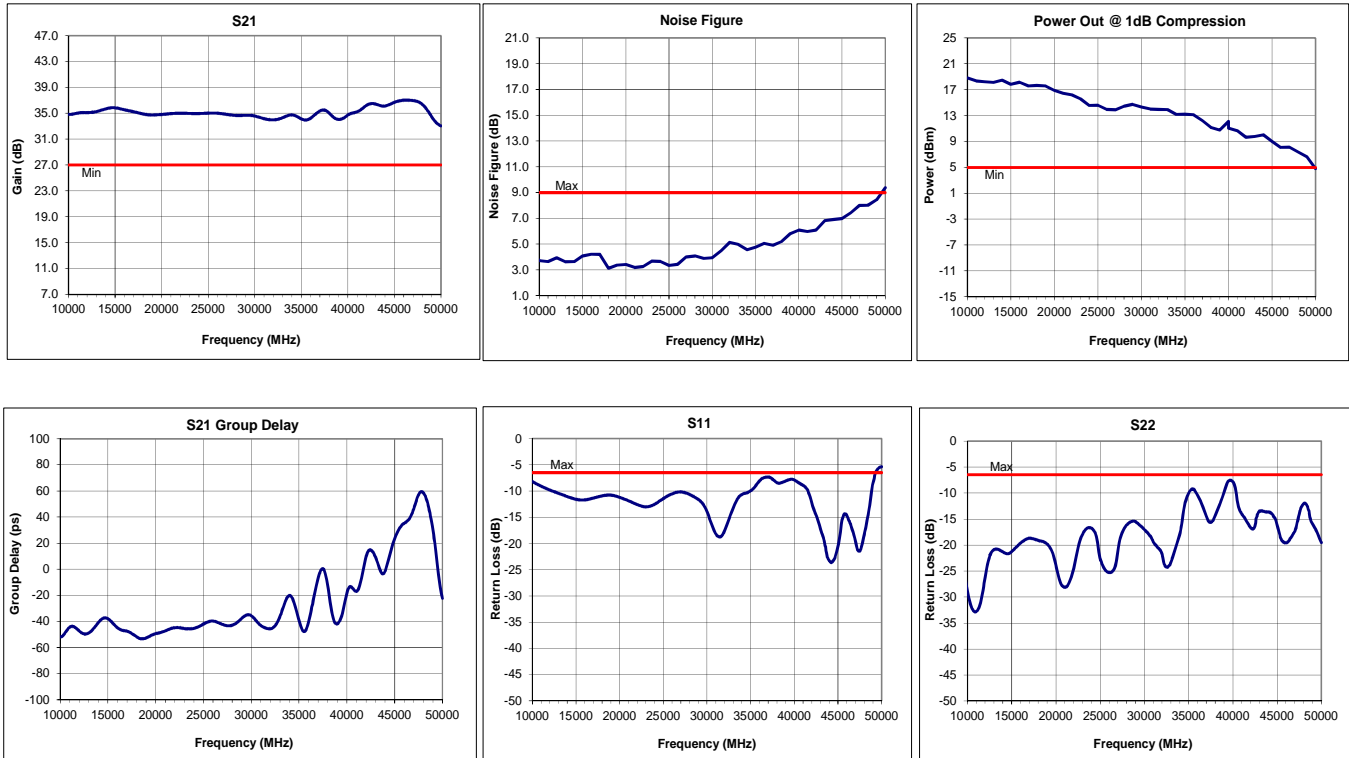 S21
47.0
43.0
39.0
35.0
31.0
27.0
23.0
19.0
15.0
11.0
7.0
Gain (dB)
Min
10000 15000 20000 25000 30000 35000 40000 45000 50000
Frequency (MHz)
Noise Figure
21.0
19.0
17.0
15.0
13.0
11.0
9.0
7.0
5.0
3.0
1.0
Noise Figure (dB)
Max
10000 15000 20000 25000 30000 35000 40000 45000 50000
Frequency (MHz)
Power Out @ 1dB Compression
25
21
17
13
9
5
1
-3
-7
-11
-15
Power (dBm)
Min
10000 15000 20000 25000 30000 35000 40000 45000 50000
Frequency (MHz)
S21 Group Delay
100
80
60
40
20
0
-20
-40
-60
-80
-100
Group Delay (ps)
10000 15000 20000 25000 30000 35000 40000 45000 50000
Frequency (MHz)
S11
0
-5
-10
-15
-20
-25
-30
-35
-40
-45
-50
Return Loss (dB)
Max
10000 15000 20000 25000 30000 35000 40000 45000 50000
Frequency (MHz)
S22
0
-5
-10
-15
-20
-25
-30
-35
-40
-45
-50
Return Loss (dB)
Max
10000 15000 20000 25000 30000 35000 40000 45000 50000
Frequency (MHz)